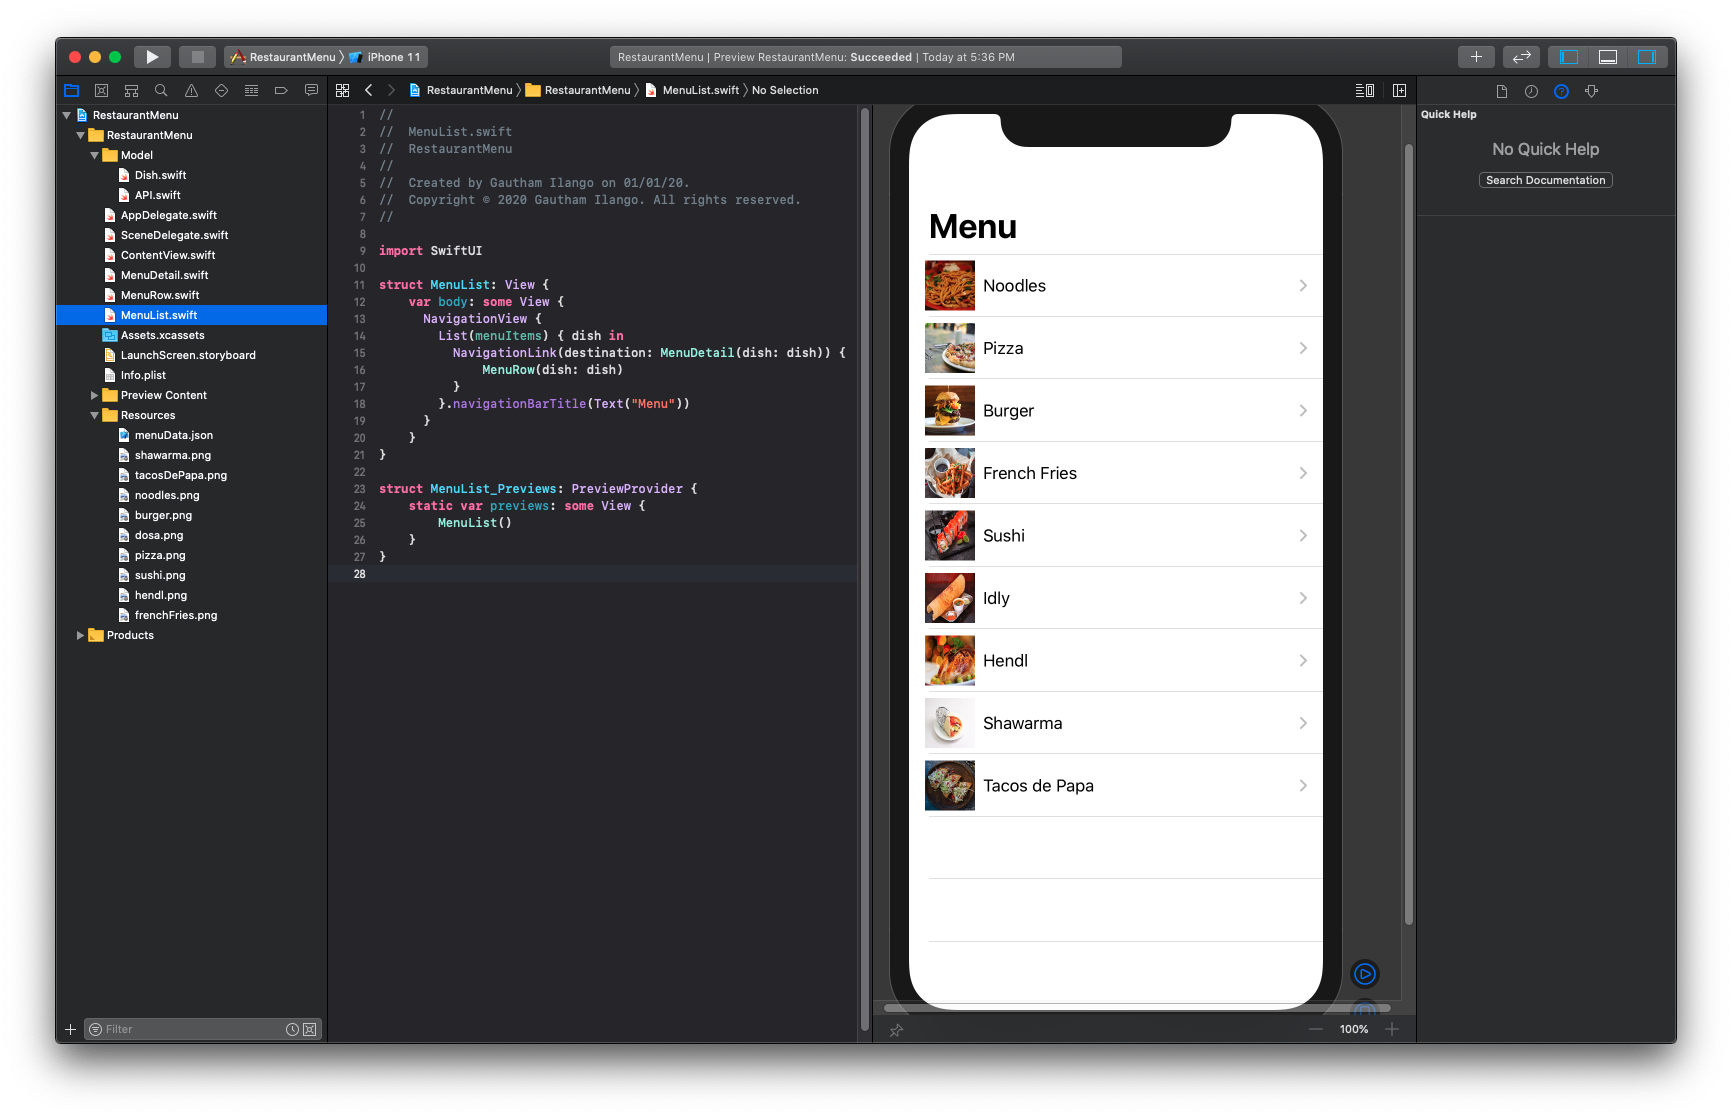 RestaurantMenu 〉 iPhone 11
RestaurantMenu | Preview RestaurantMenu: Succeeded | Today at 5:36 PM
RestaurantMenu
RestaurantMenu
Model
Dish.swift
API.swift
AppDelegate.swift
SceneDelegate.swift
ContentView.swift
MenuDetail.swift
MenuRow.swift
MenuList.swift
Assets.xcassets
LaunchScreen.storyboard
Info.plist
Preview Content
Resources
menuData.json
shawarma.png
tacosDePapa.png
noodles.png
burger.png
dosa.png
pizza.png
sushi.png
hendl.png
frenchFries.png
Products
Filter
RestaurantMenu 〉 RestaurantMenu 〉 MenuList.swift 〉 No Selection
1 //
2 //  MenuList.swift
3 //  RestaurantMenu
4 //
5 //  Created by Gautham Ilango on 01/01/20.
6 //  Copyright © 2020 Gautham Ilango. All rights reserved.
7 //
8
9 import SwiftUI
10
11 struct MenuList: View {
12     var body: some View {
13       NavigationView {
14         List(menuItems) { dish in
15           NavigationLink(destination: MenuDetail(dish: dish)) {
16               MenuRow(dish: dish)
17           }
18         }.navigationBarTitle(Text("Menu"))
19       }
20     }
21 }
22
23 struct MenuList_Previews: PreviewProvider {
24     static var previews: some View {
25         MenuList()
26     }
27 }
28
Menu
Noodles
Pizza
Burger
French Fries
Sushi
Idly
Hendl
Shawarma
Tacos de Papa
100%
Quick Help
No Quick Help
Search Documentation